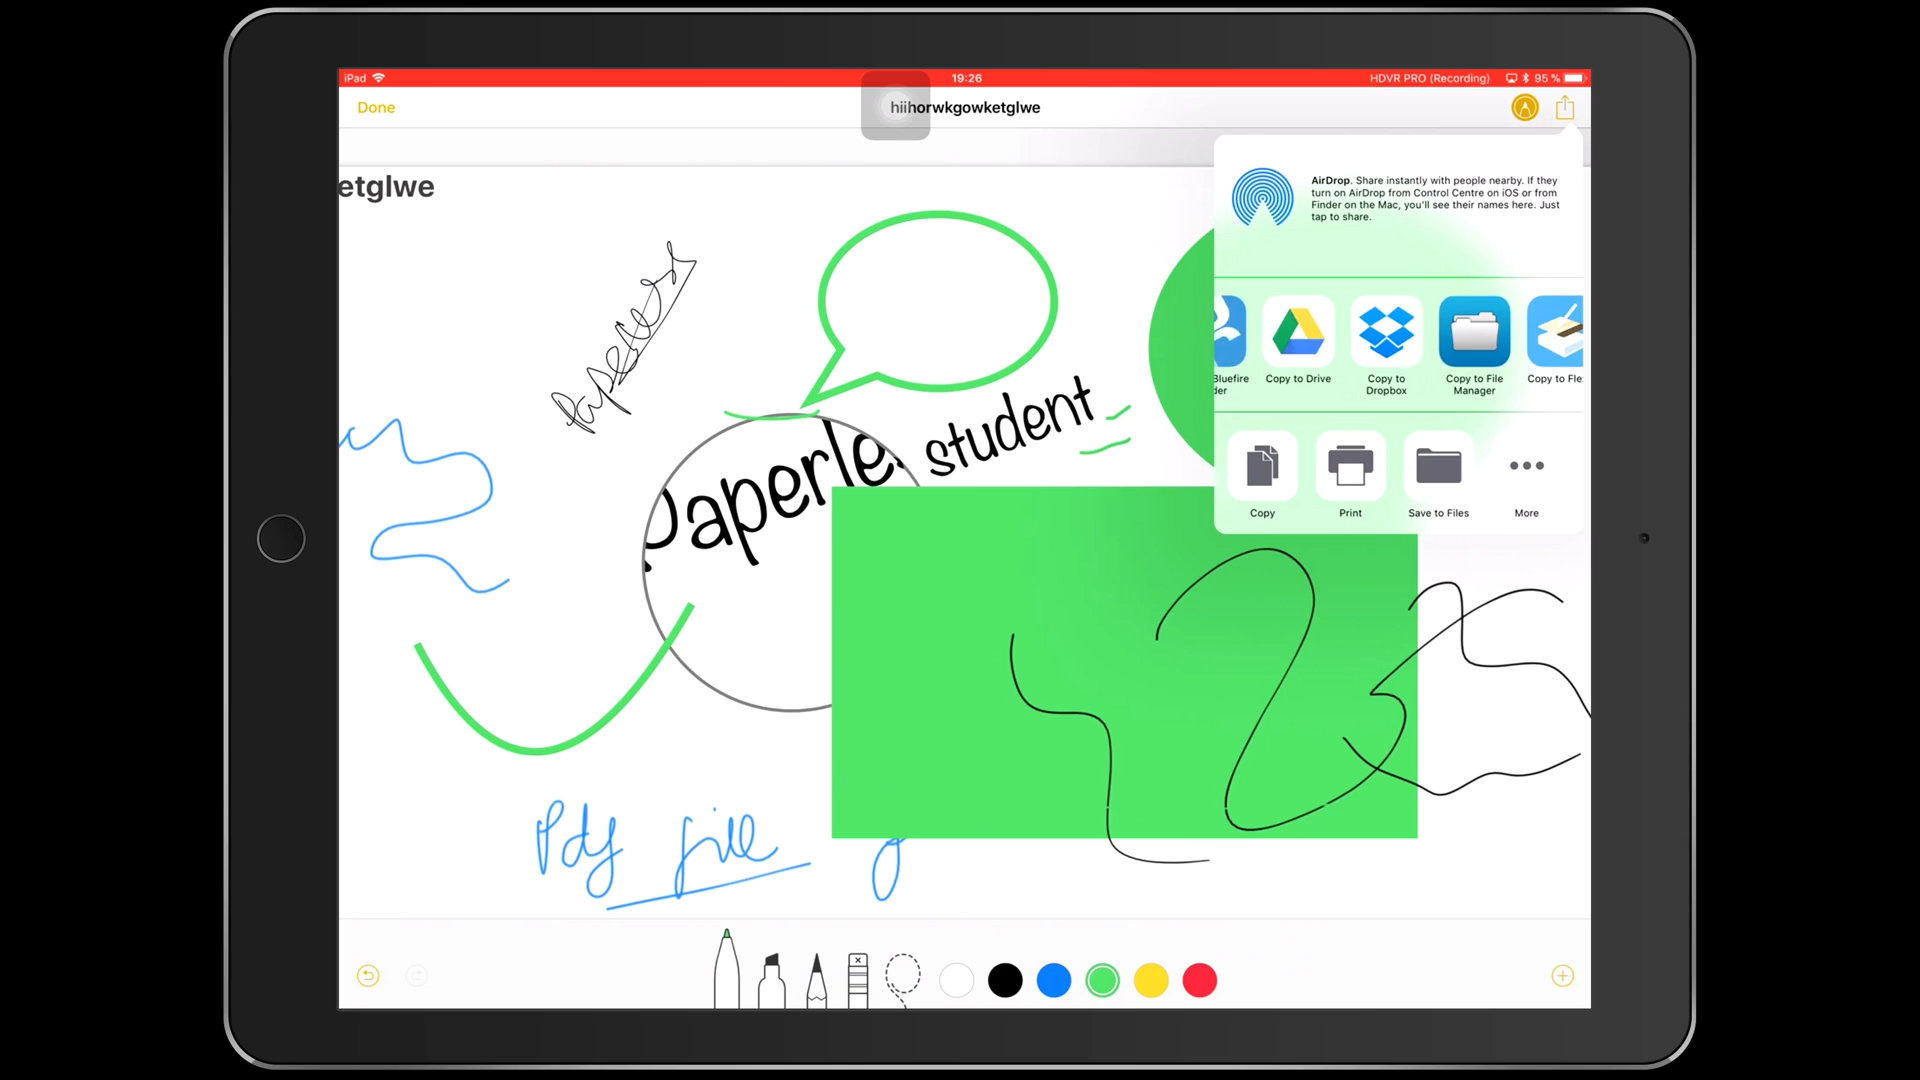 iPad 19:26 HDVR PRO (Recording) 95 %
Done hiihorwkgowketglwe
etglwe
AirDrop. Share instantly with people nearby. If they
turn on AirDrop from Control Centre on iOS or from
Finder on the Mac, you'll see their names here. Just
tap to share.
Bluefire Copy to Drive Copy to Copy to File Copy to Fle
der Dropbox Manager
Copy Print Save to Files More
Paperless
Paperle student
Pdf file